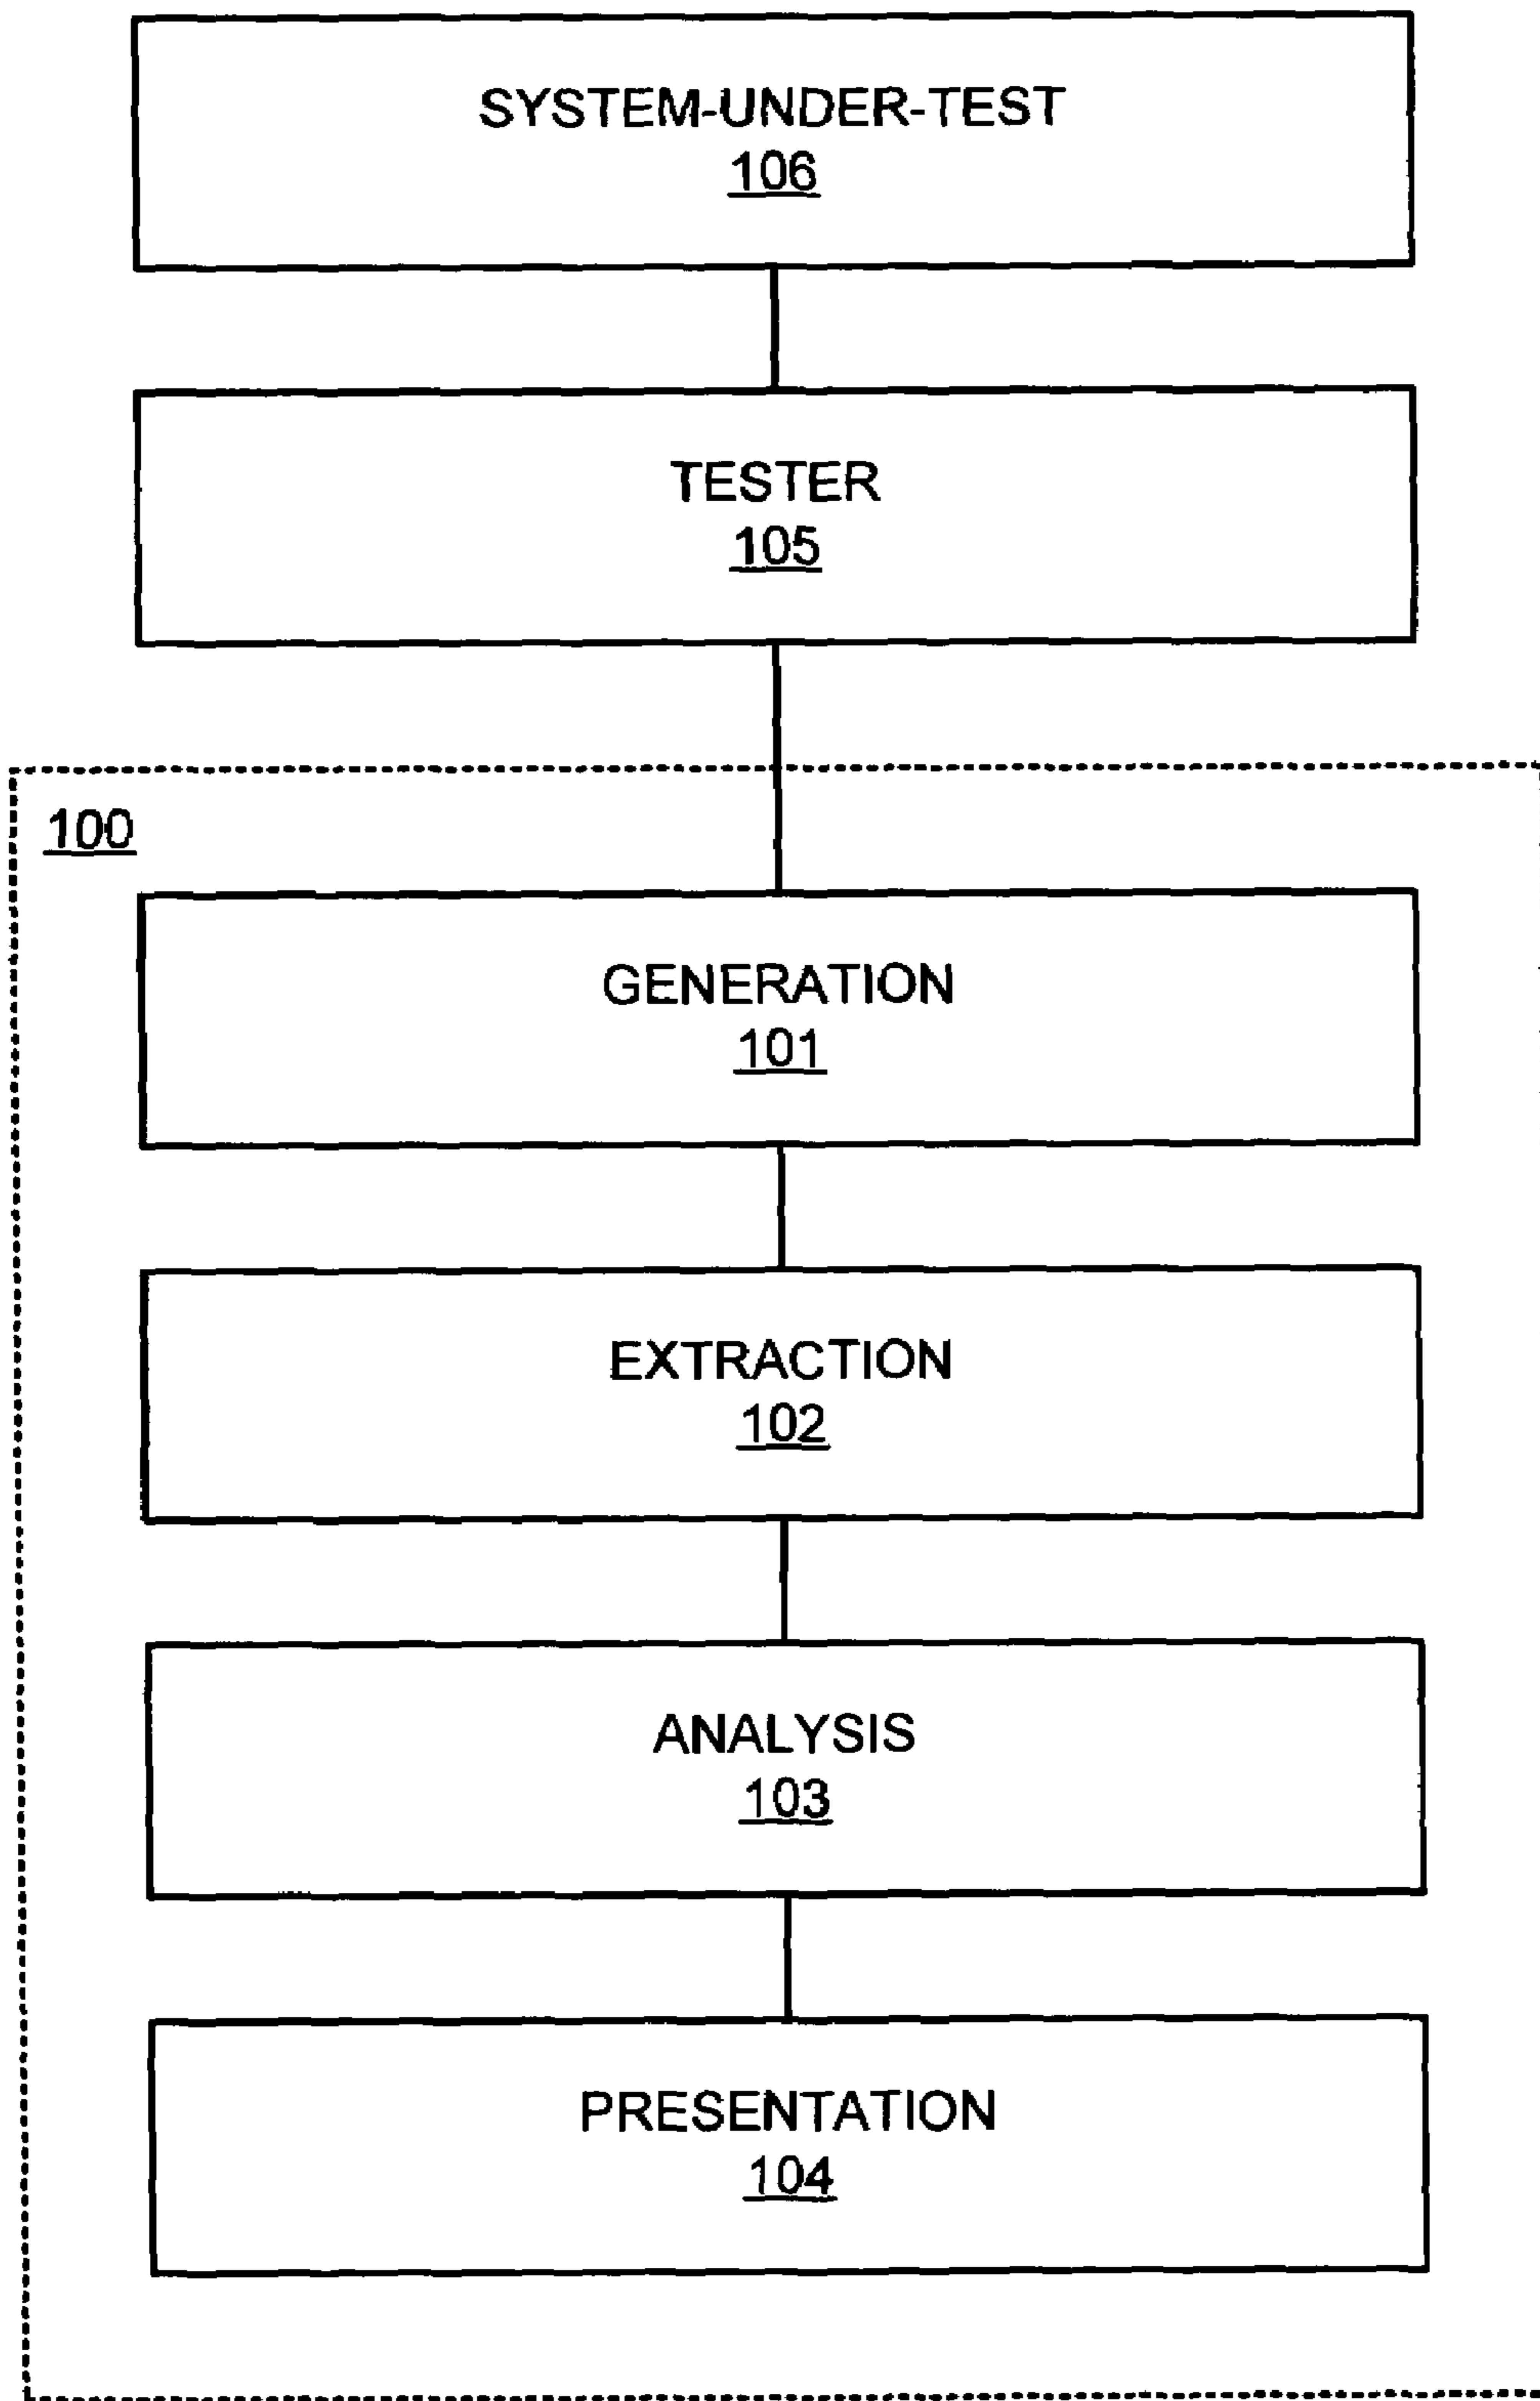 SYSTEM-UNDER-TEST
106
TESTER
105
100
GENERATION
101
EXTRACTION
102
ANALYSIS
103
PRESENTATION
104